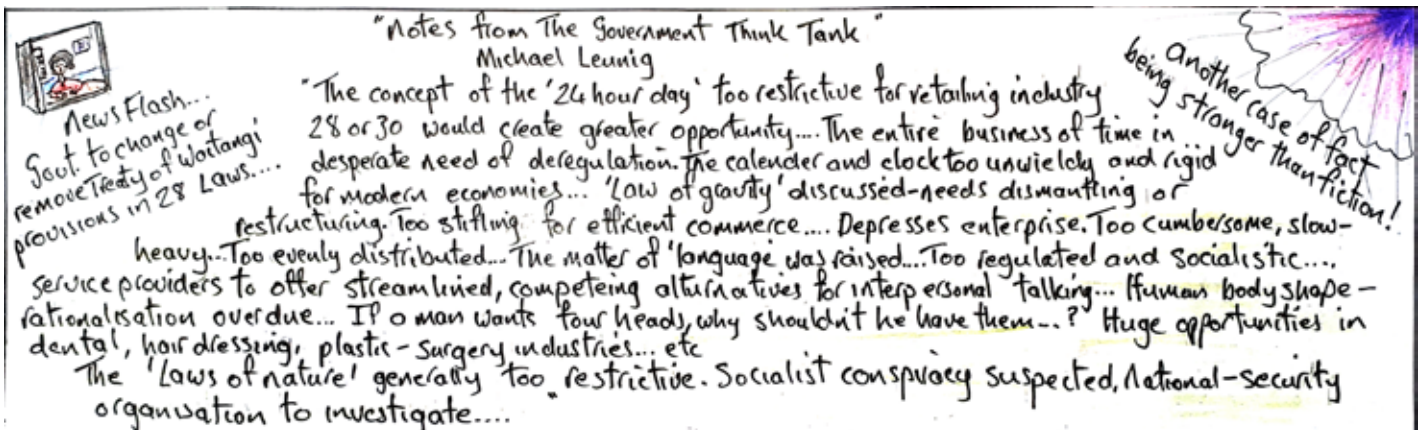 "Notes from The Government Think Tank"
Michael Leunig
News Flash...
Govt to change or
remove Treaty of Waitangi
provisions in 28 Laws....
Another case of fact
being stranger than fiction!
"The concept of the '24 hour day' too restrictive for retailing industry
28 or 30 would create greater opportunity.... The entire business of time in
desperate need of deregulation. The calender and clock too unwieldy and rigid
for modern economies... 'Law of gravity' discussed-needs dismantling or
restructuring. Too stifling for efficient commerce.... Depresses enterprise. Too cumbersome, slow-
heavy... Too evenly distributed... The matter of 'language' was raised.... Too regulated and socialistic....
service providers to offer streamlined, competeing alternatives for interpersonal 'talking'... Human body shape -
rationalisation overdue... If a man wants four heads, why shouldn't he have them...? Huge opportunities in
dental, hairdressing, plastic-surgery industries... etc
The 'Laws of nature' generally too restrictive. Socialist conspiracy suspected, National-security
organisation to investigate...."